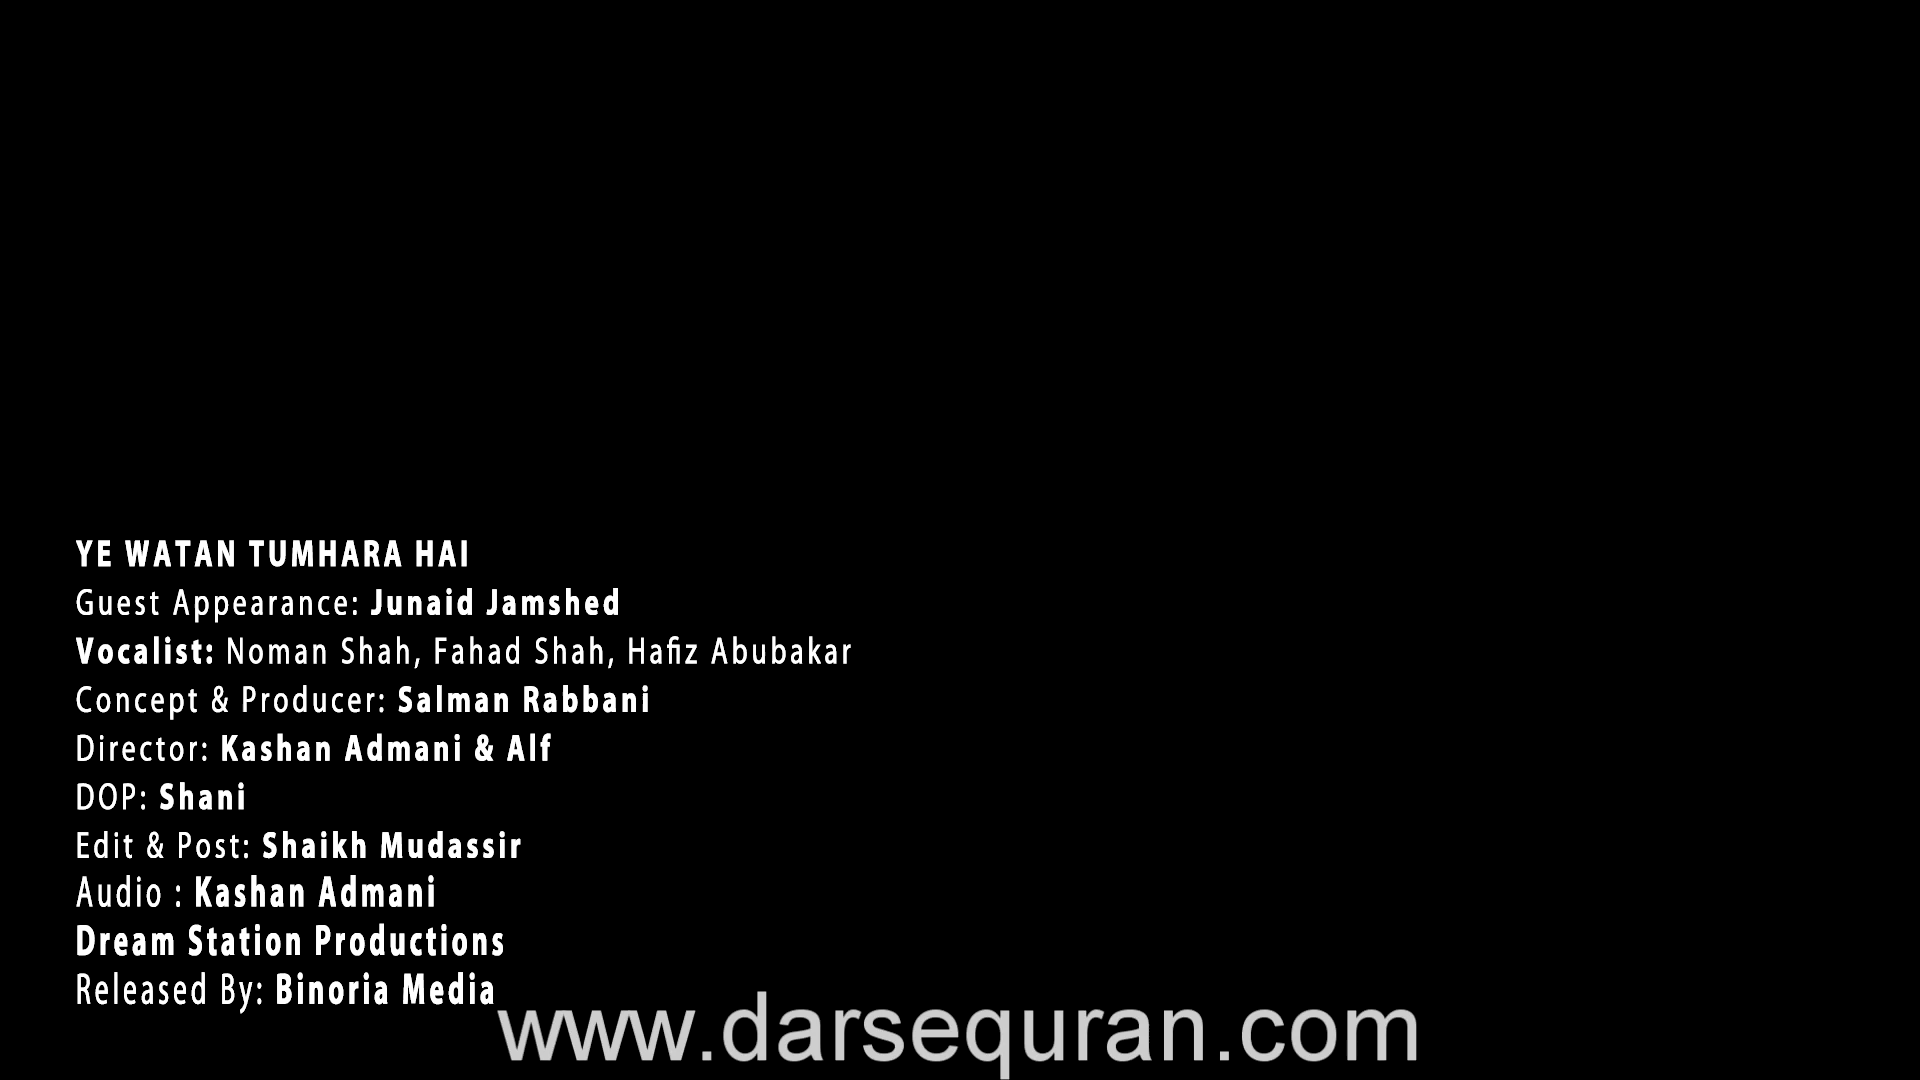 YE WATAN TUMHARA HAI
Guest Appearance: Junaid Jamshed
Vocalist: Noman Shah, Fahad Shah, Hafiz Abubakar
Concept & Producer: Salman Rabbani
Director: Kashan Admani & Alf
DOP: Shani
Edit & Post: Shaikh Mudassir
Audio : Kashan Admani
Dream Station Productions
Released By: Binoria Media
www.darsequran.com